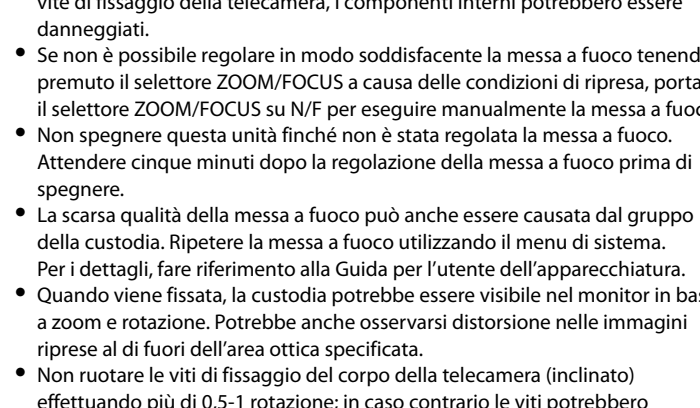 vite di fissaggio della telecamera, i componenti interni potrebbero essere
danneggiati.
• Se non è possibile regolare in modo soddisfacente la messa a fuoco tenend
premuto il selettore ZOOM/FOCUS a causa delle condizioni di ripresa, porta
il selettore ZOOM/FOCUS su N/F per eseguire manualmente la messa a fuoc
• Non spegnere questa unità finché non è stata regolata la messa a fuoco.
Attendere cinque minuti dopo la regolazione della messa a fuoco prima di
spegnere.
• La scarsa qualità della messa a fuoco può anche essere causata dal gruppo
della custodia. Ripetere la messa a fuoco utilizzando il menu di sistema.
Per i dettagli, fare riferimento alla Guida per l'utente dell'apparecchiatura.
• Quando viene fissata, la custodia potrebbe essere visibile nel monitor in bas
a zoom e rotazione. Potrebbe anche osservarsi distorsione nelle immagini
riprese al di fuori dell'area ottica specificata.
• Non ruotare le viti di fissaggio del corpo della telecamera (inclinato)
effettuando più di 0,5-1 rotazione; in caso contrario le viti potrebbero